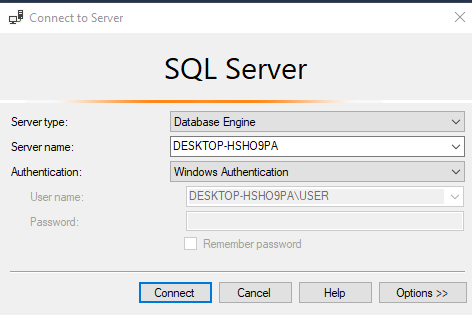 Connect to Server
SQL Server
Server type: Database Engine
Server name: DESKTOP-HSHO9PA
Authentication: Windows Authentication
User name: DESKTOP-HSHO9PA\USER
Password:
Remember password
Connect Cancel Help Options >>